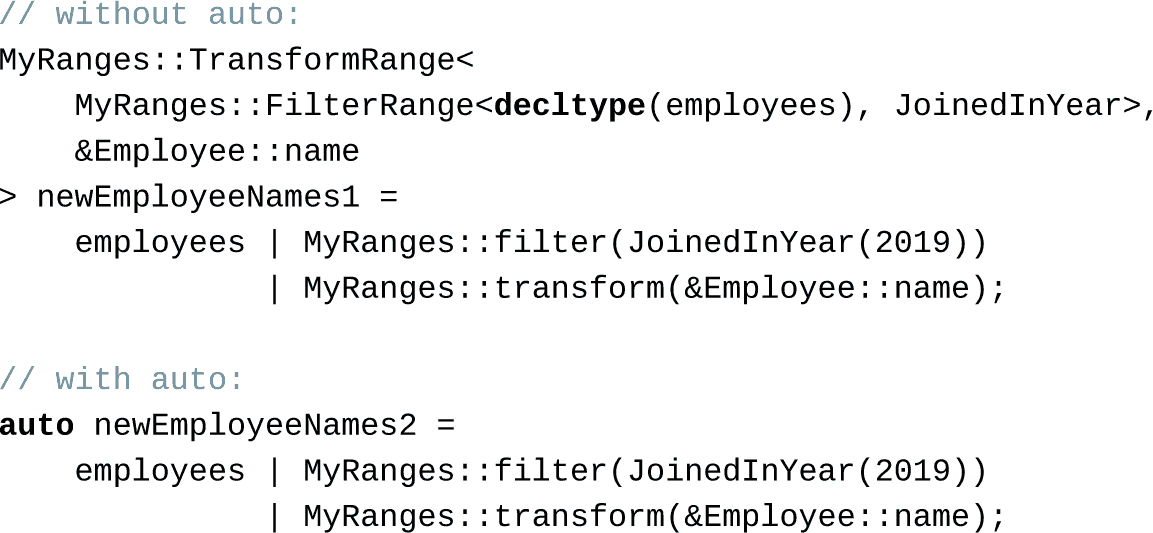 // without auto:
MyRanges::TransformRange<
    MyRanges::FilterRange<decltype(employees), JoinedInYear>,
    &Employee::name
> newEmployeeNames1 =
    employees | MyRanges::filter(JoinedInYear(2019))
              | MyRanges::transform(&Employee::name);

// with auto:
auto newEmployeeNames2 =
    employees | MyRanges::filter(JoinedInYear(2019))
              | MyRanges::transform(&Employee::name);